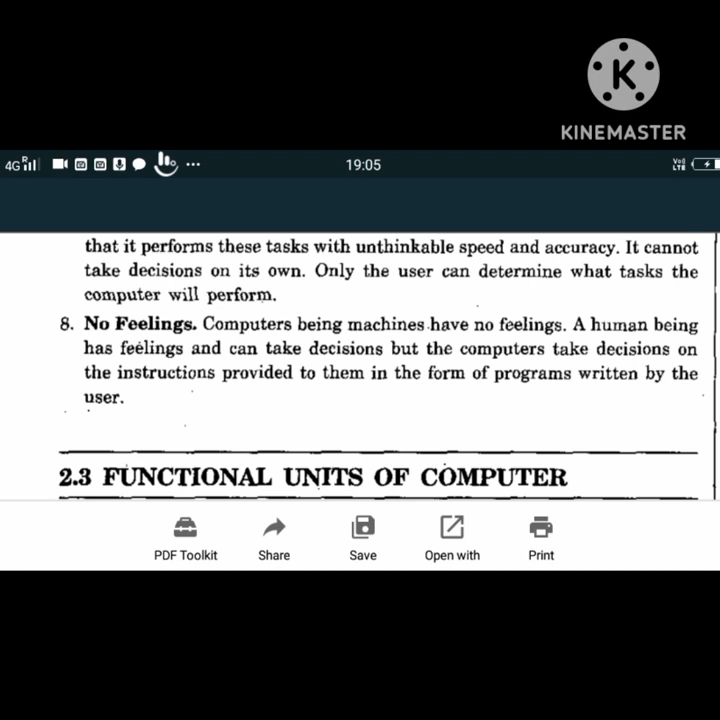 K
KINEMASTER
4G R 19:05 Vo) LTE
that it performs these tasks with unthinkable speed and accuracy. It cannot
take decisions on its own. Only the user can determine what tasks the
computer will perform.
8. No Feelings. Computers being machines have no feelings. A human being
has feelings and can take decisions but the computers take decisions on
the instructions provided to them in the form of programs written by the
user.
2.3 FUNCTIONAL UNITS OF COMPUTER
PDF Toolkit Share Save Open with Print